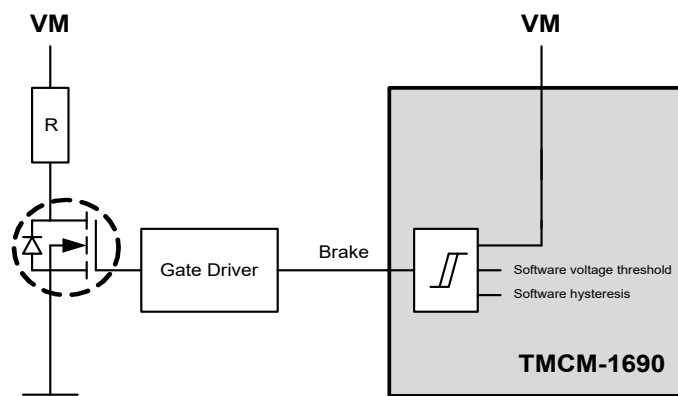 VM
VM
R
Gate Driver
Brake
Software voltage threshold
Software hysteresis
TMCM-1690